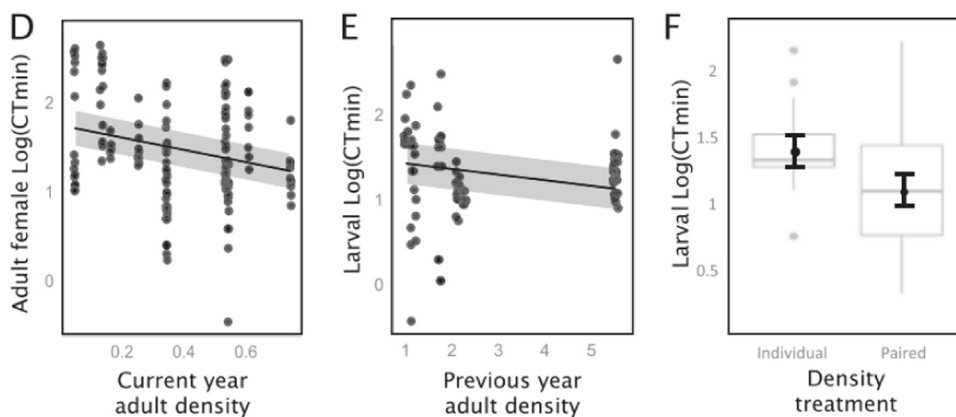 D
Adult female Log(CTmin)
2
1
0
0.2 0.4 0.6
Current year
adult density
E
Larval Log(CTmin)
2
1
0
1 2 3 4 5
Previous year
adult density
F
Larval Log(CTmin)
2
1.5
1
0.5
Individual Paired
Density
treatment